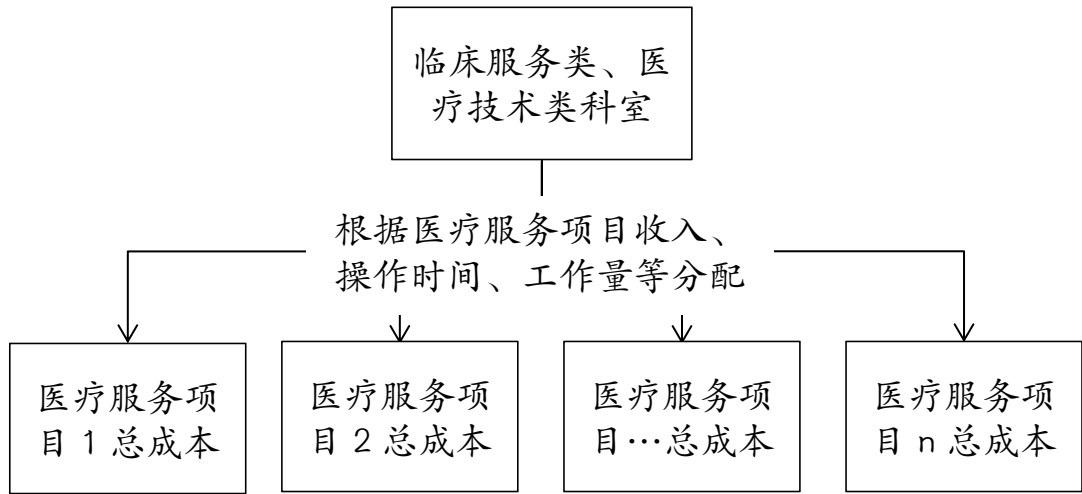 临床服务类、医
疗技术类科室
根据医疗服务项目收入、
操作时间、工作量等分配
医疗服务项
目1总成本
医疗服务项
目2总成本
医疗服务项
目…总成本
医疗服务项
目n总成本